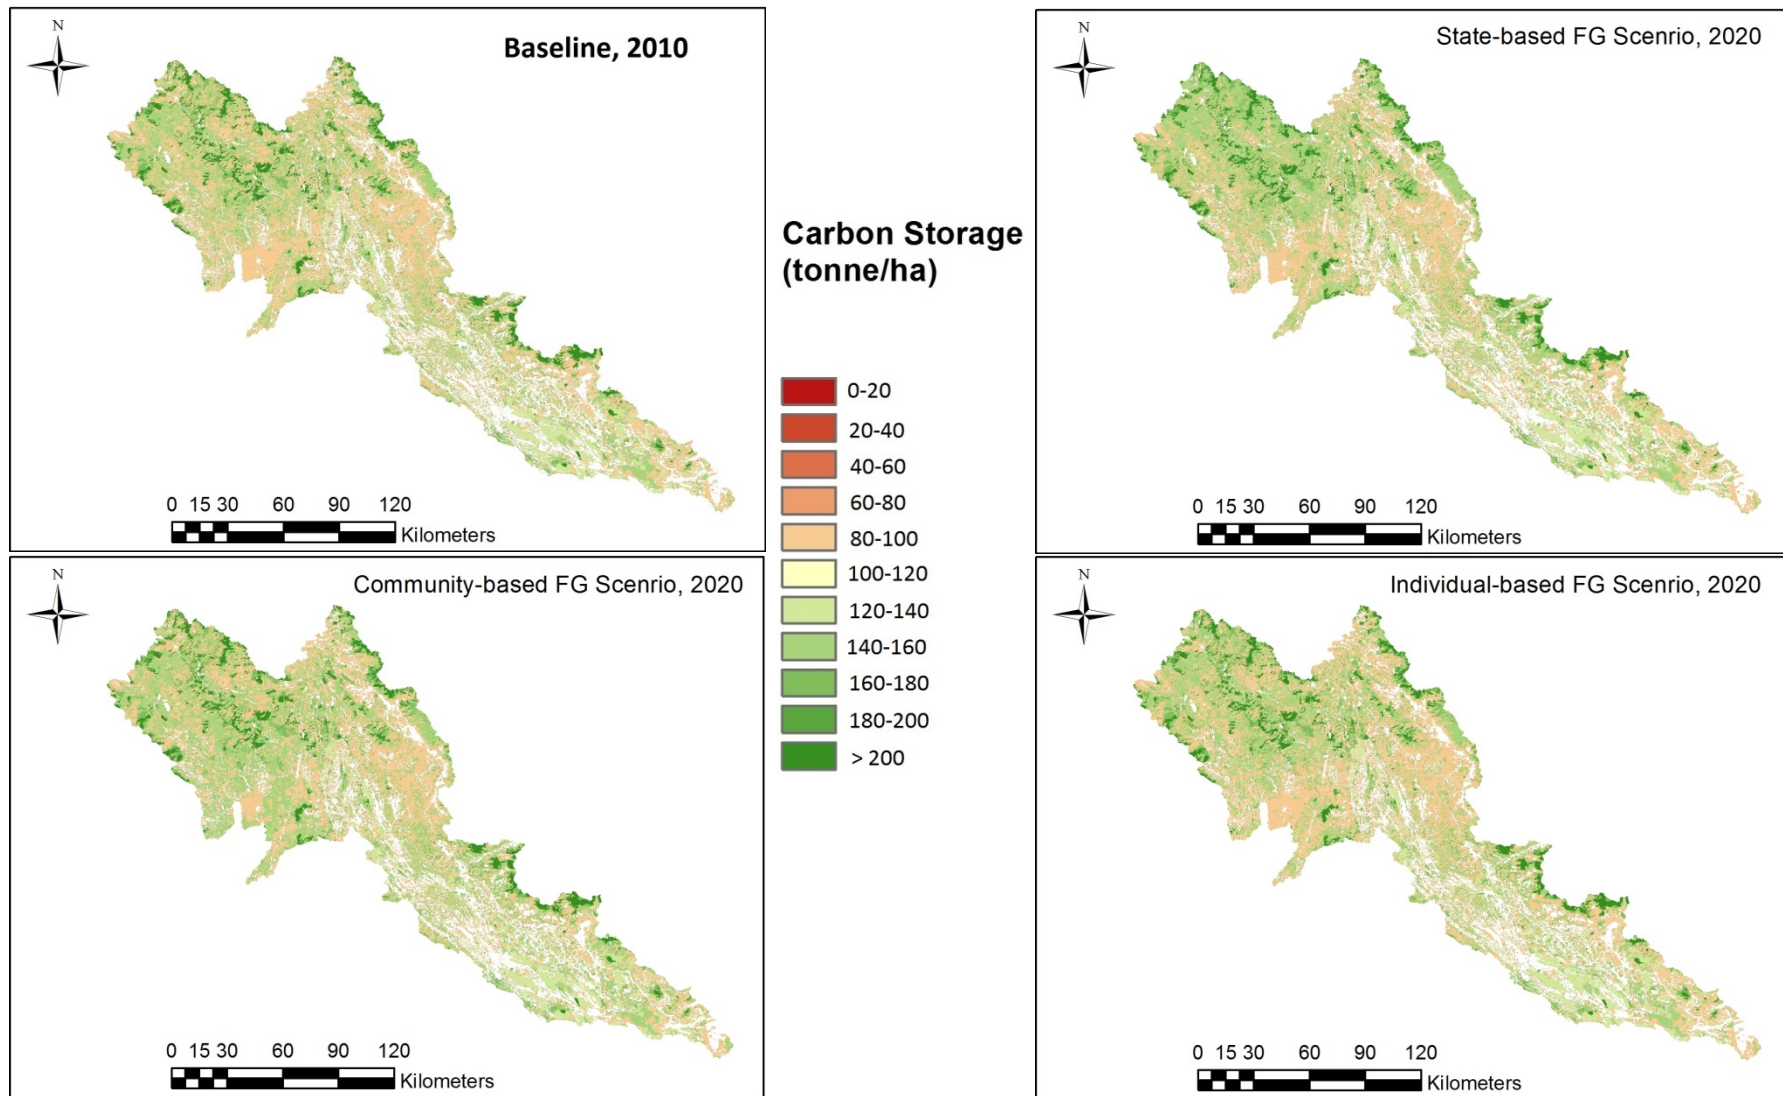 N
Baseline, 2010
0 15 30 60 90 120
Kilometers
N
State-based FG Scenrio, 2020
0 15 30 60 90 120
Kilometers
Carbon Storage
(tonne/ha)
0-20
20-40
40-60
60-80
80-100
100-120
120-140
140-160
160-180
180-200
> 200
N
Community-based FG Scenrio, 2020
0 15 30 60 90 120
Kilometers
N
Individual-based FG Scenrio, 2020
0 15 30 60 90 120
Kilometers